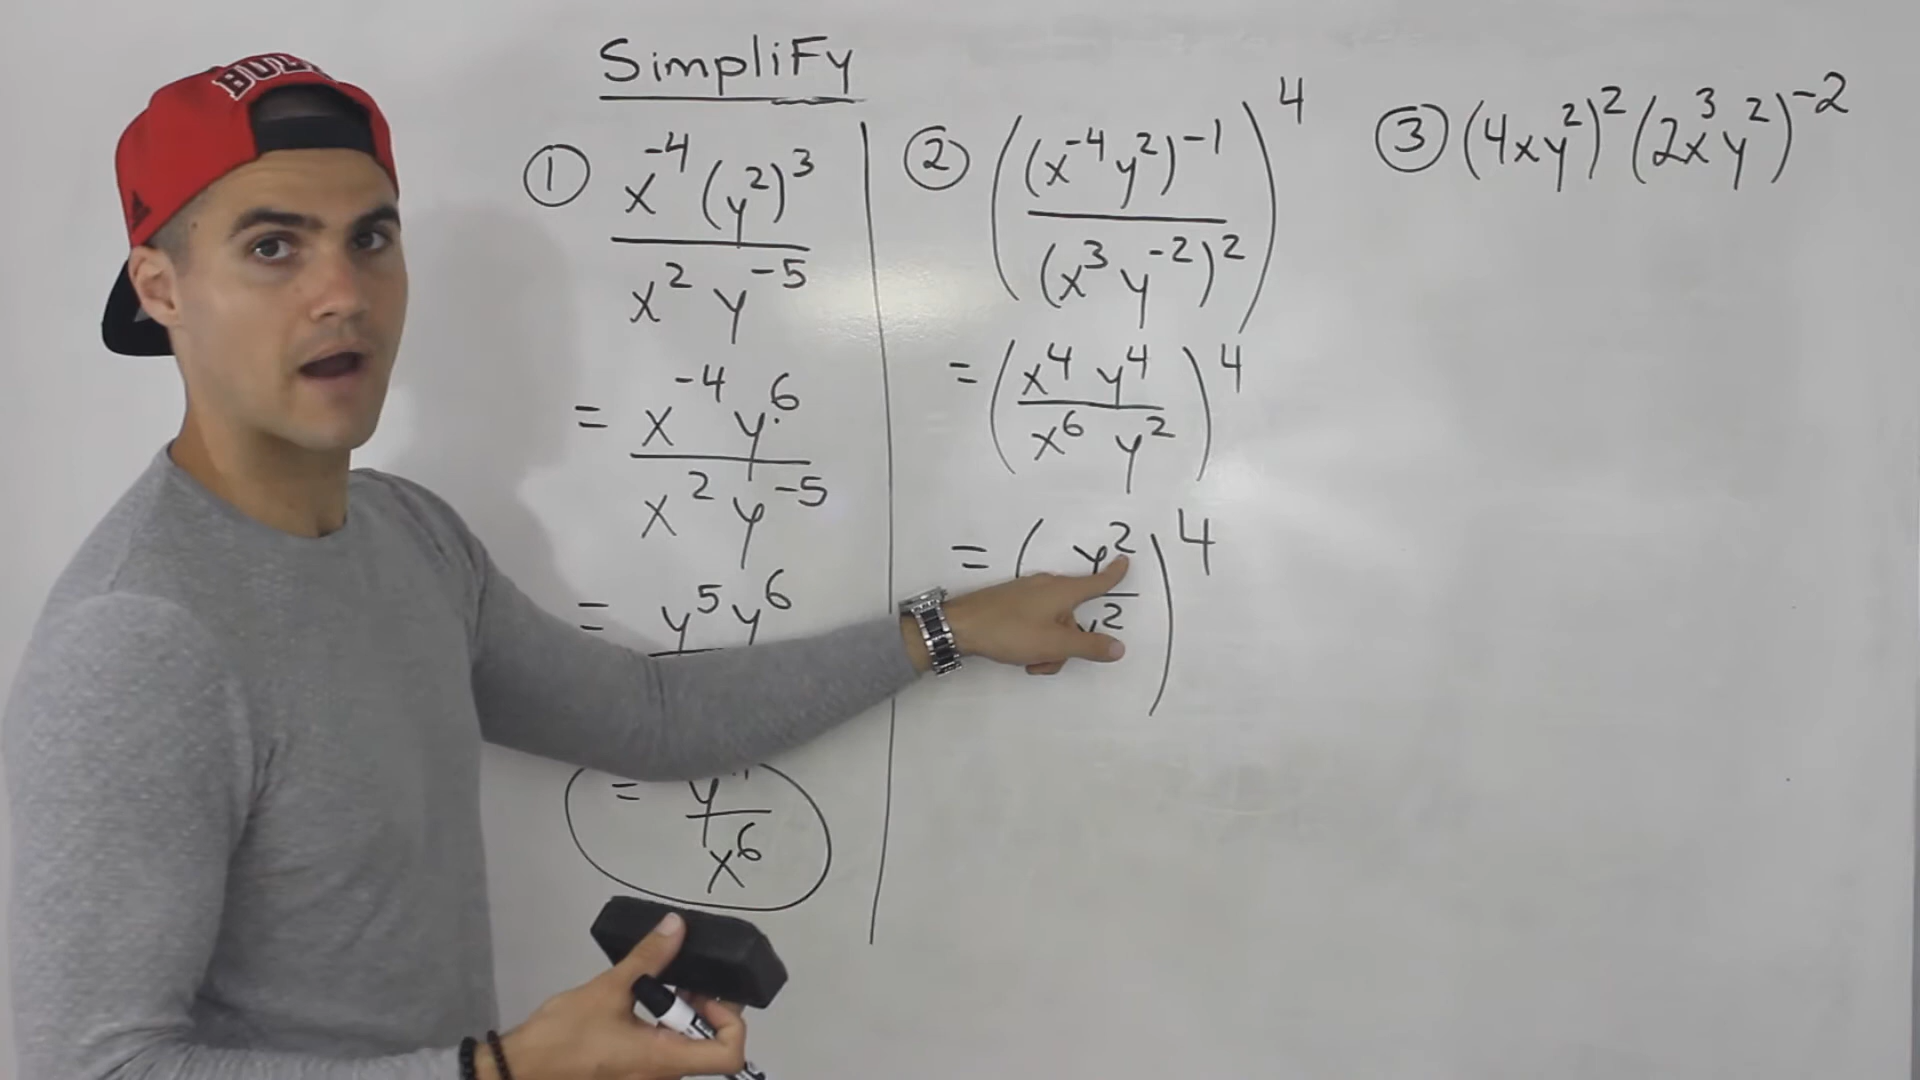 BULL
Simplify
① x^-4 (y^2)^3
x^2 y^-5
= x^-4 y^6
x^2 y^-5
= y^5 y^6
= y
x^6
② ((x^-4 y^2)^-1
(x^3 y^-2)^2)^4
= (x^4 y^4
x^6 y^2)^4
= (y^2
x^2)^4
③ (4xy^2)^2 (2x^3 y^2)^-2